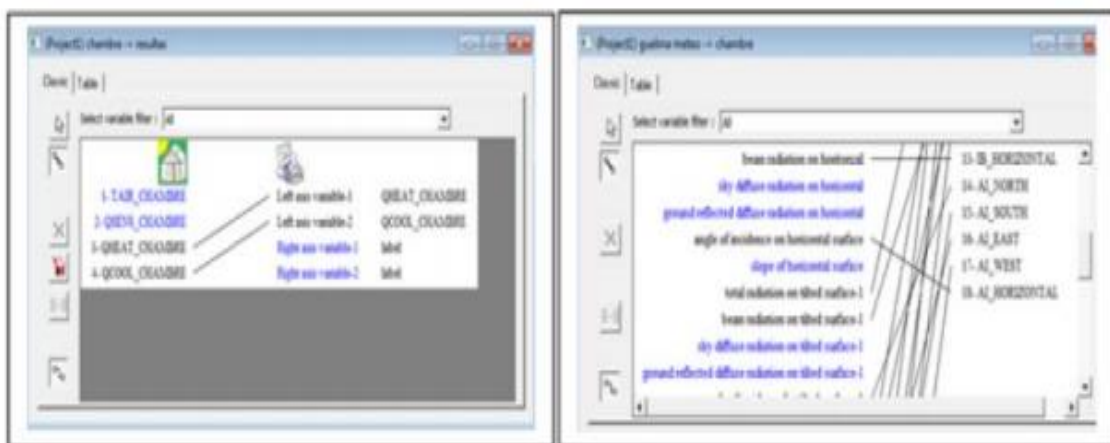 (Project1) chambre -> resultas
Classic | Table |
Select variable filter : All
1- TAIR_CHAMBRE
2- QSENS_CHAMBRE
3- QHEAT_CHAMBRE
4- QCOOL_CHAMBRE
Left axis variable-1 QHEAT_CHAMBRE
Left axis variable-2 QCOOL_CHAMBRE
Right axis variable-1 label
Right axis variable-2 label
(Project1) guelma meteo -> chambre
Classic | Table |
Select variable filter : All
beam radiation on horizontal
sky diffuse radiation on horizontal
ground reflected diffuse radiation on horizontal
angle of incidence on horizontal surface
slope of horizontal surface
total radiation on tilted surface-1
beam radiation on tilted surface-1
sky diffuse radiation on tilted surface-1
ground reflected diffuse radiation on tilted surface-1
13- IB_HORIZONTAL
14- AI_NORTH
15- AI_SOUTH
16- AI_EAST
17- AI_WEST
18- AI_HORIZONTAL